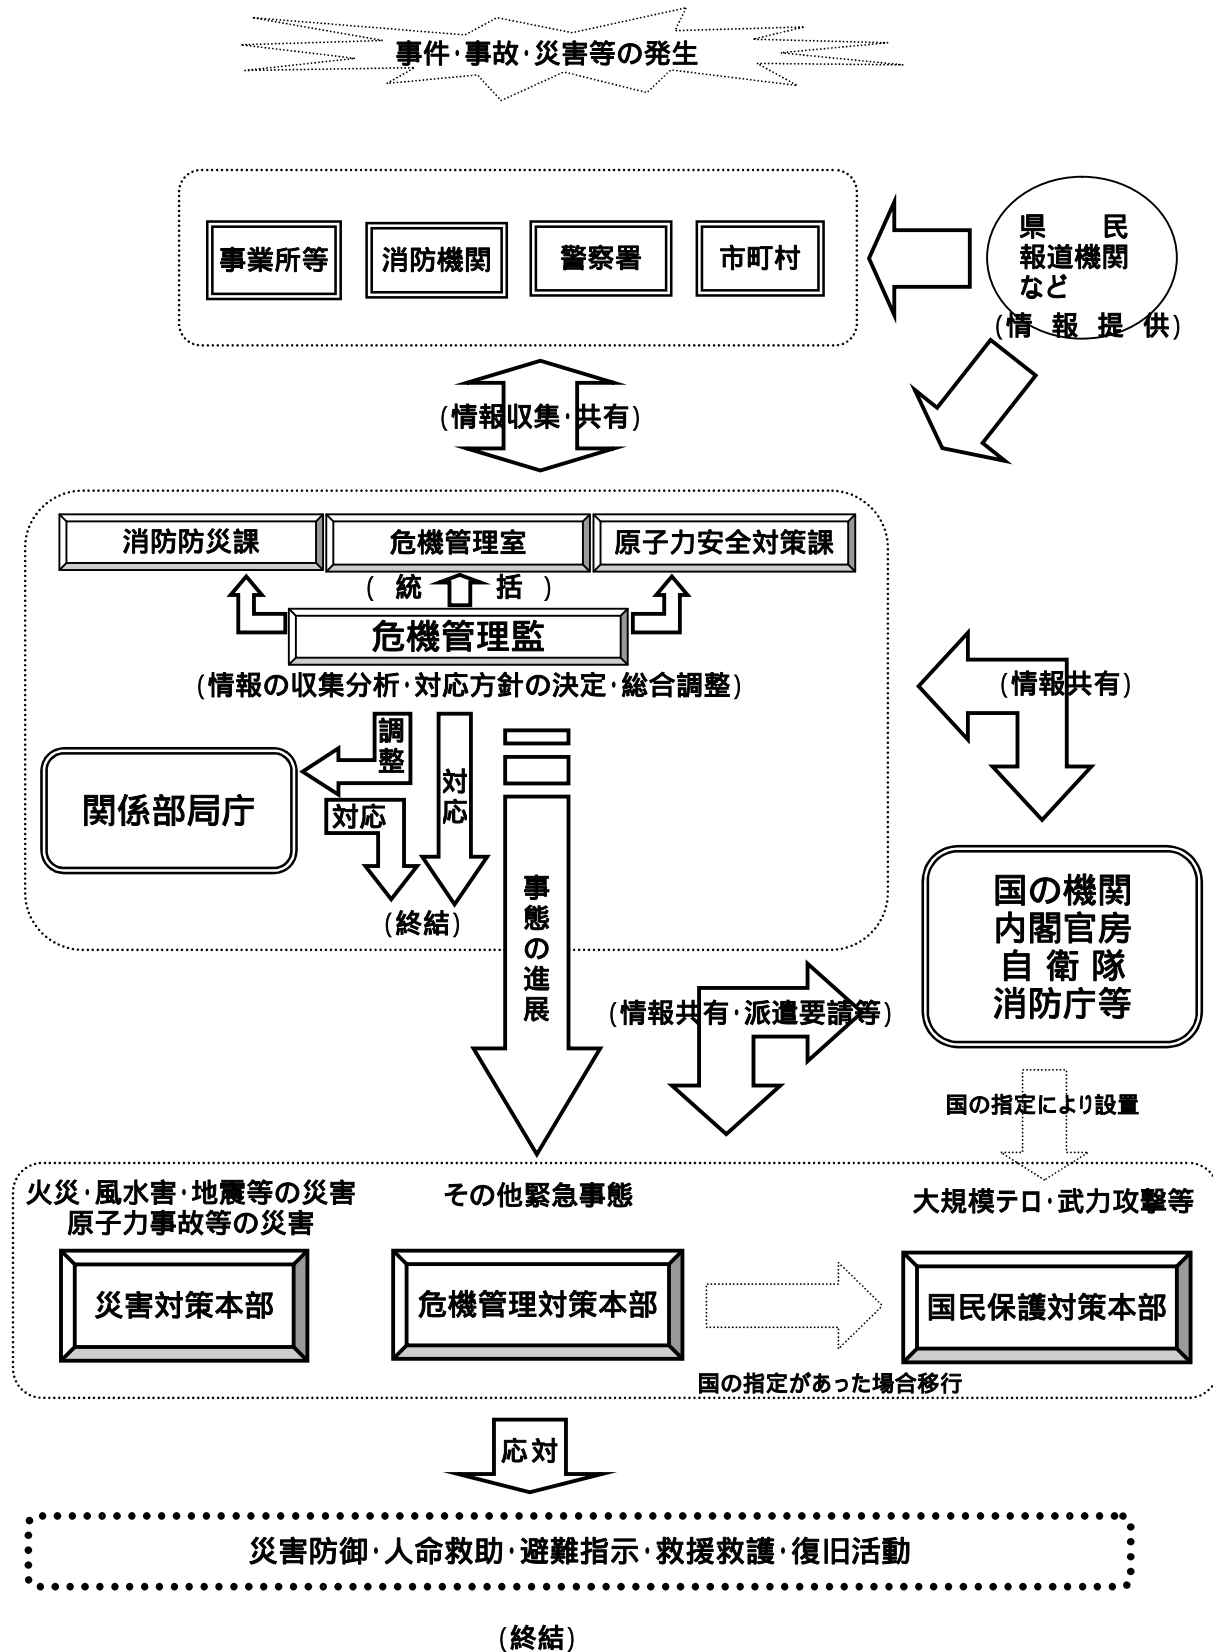 事件・事故・災害等の発生
事業所等
消防機関
警察署
市町村
県　民
報道機関
など
(情報提供)
(情報収集・共有)
消防防災課
危機管理室
原子力安全対策課
(統括)
危機管理監
(情報の収集分析・対応方針の決定・総合調整)
(情報共有)
調整
対応
関係部局庁
対応
(終結)
事態の進展
国の機関
内閣官房
自衛隊
消防庁等
(情報共有・派遣要請等)
国の指定により設置
火災・風水害・地震等の災害
原子力事故等の災害
その他緊急事態
大規模テロ・武力攻撃等
災害対策本部
危機管理対策本部
国民保護対策本部
国の指定があった場合移行
応対
災害防御・人命救助・避難指示・救援救護・復旧活動
(終結)